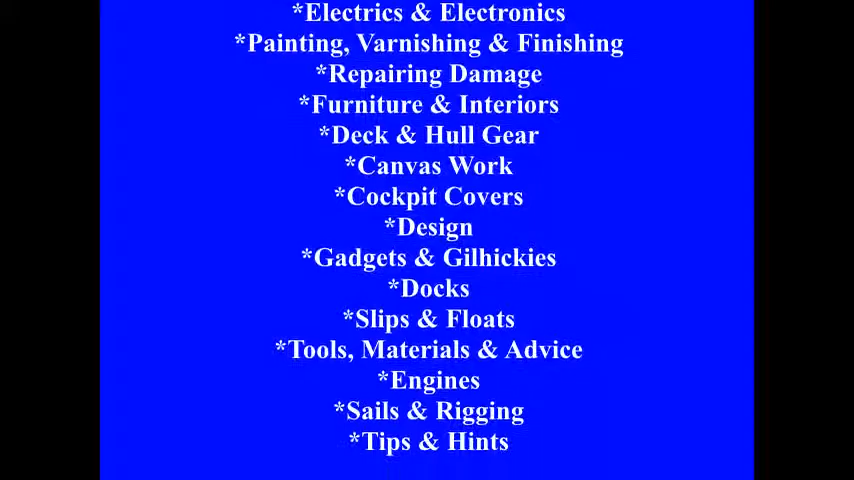 *Electrics & Electronics
*Painting, Varnishing & Finishing
*Repairing Damage
*Furniture & Interiors
*Deck & Hull Gear
*Canvas Work
*Cockpit Covers
*Design
*Gadgets & Gilhickies
*Docks
*Slips & Floats
*Tools, Materials & Advice
*Engines
*Sails & Rigging
*Tips & Hints